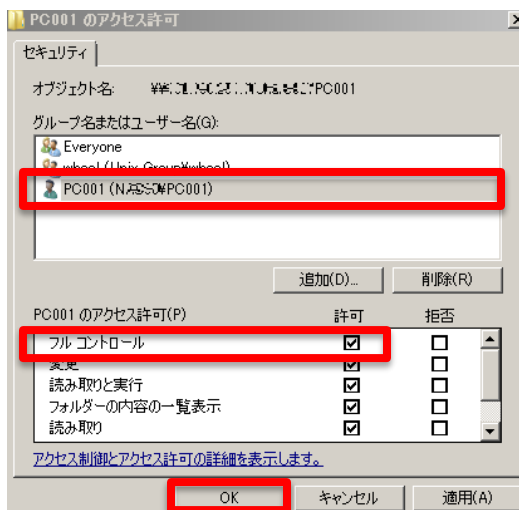 PC001 のアクセス許可
セキュリティ
オブジェクト名: PC001
グループ名またはユーザー名(G):
Everyone
wheel (Unix Group¥wheel)
PC001 ( ¥PC001)
追加(D)...
削除(R)
PC001 のアクセス許可(P) 許可 拒否
フル コントロール
変更
読み取りと実行
フォルダーの内容の一覧表示
読み取り
アクセス制御とアクセス許可の詳細を表示します。
OK
キャンセル
適用(A)